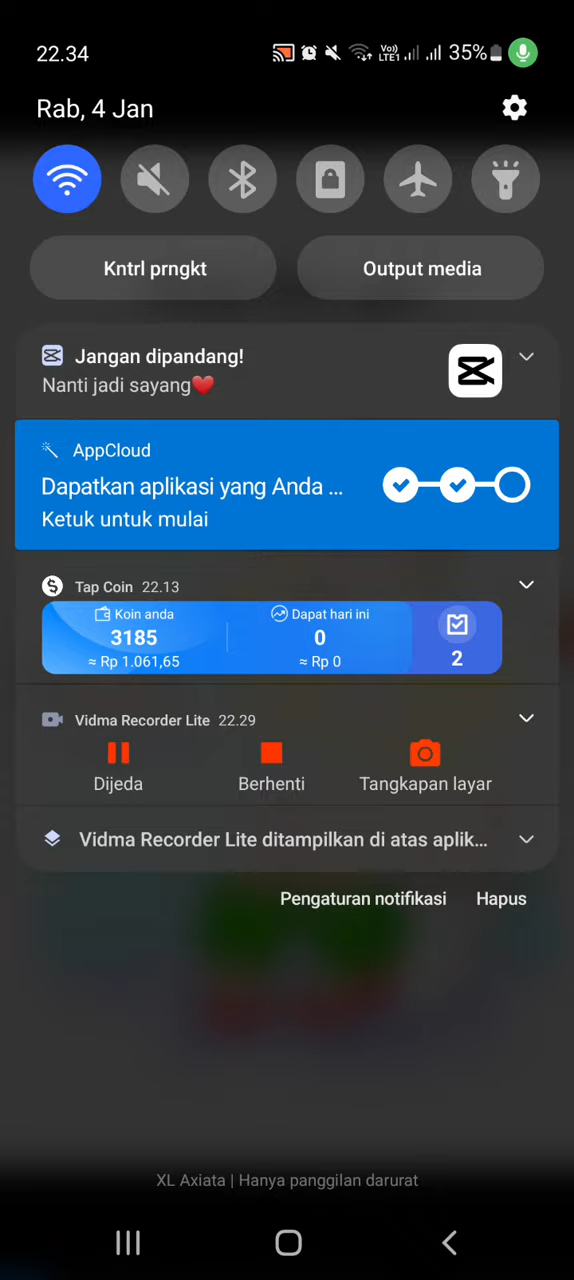 22.34
Vo))
LTE1
35%
Rab, 4 Jan
Kntrl prngkt
Output media
Jangan dipandang!
Nanti jadi sayang❤️
AppCloud
Dapatkan aplikasi yang Anda ...
Ketuk untuk mulai
Tap Coin 22.13
Koin anda
3185
≈ Rp 1.061,65
Dapat hari ini
0
≈ Rp 0
2
Vidma Recorder Lite 22.29
Dijeda
Berhenti
Tangkapan layar
Vidma Recorder Lite ditampilkan di atas aplik...
Pengaturan notifikasi
Hapus
XL Axiata | Hanya panggilan darurat